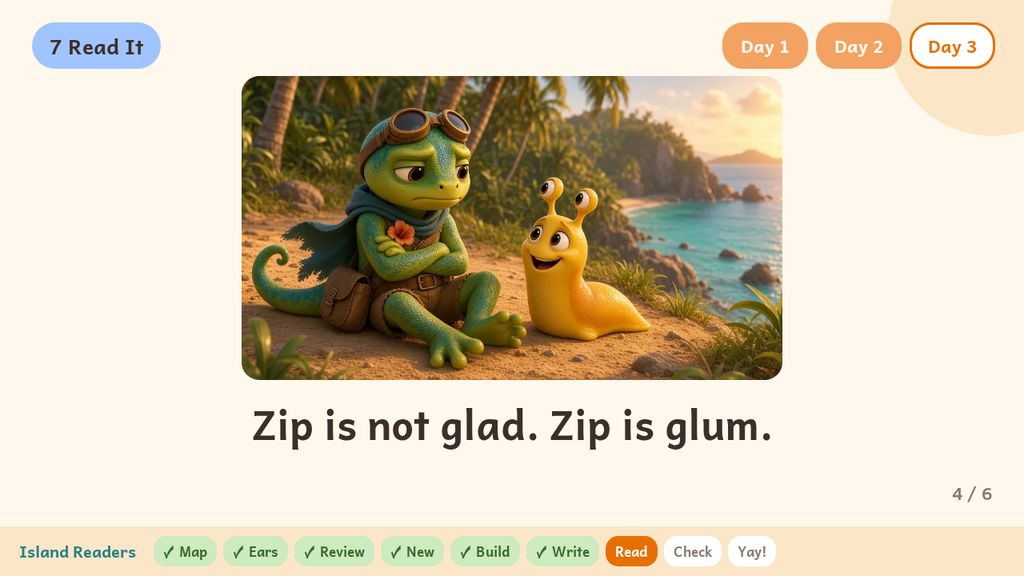 7 Read It
Day 1
Day 2
Day 3
Zip is not glad. Zip is glum.
4 / 6
Island Readers
✓ Map
✓ Ears
✓ Review
✓ New
✓ Build
✓ Write
Read
Check
Yay!